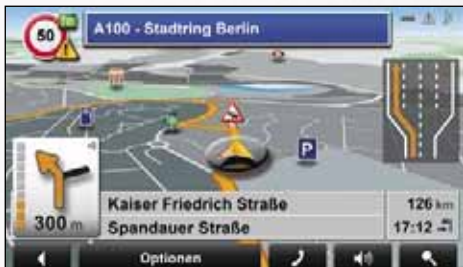 50
A100 - Stadtring Berlin
P
300 m
Kaiser Friedrich Straße
126 km
Spandauer Straße
17:12
Optionen